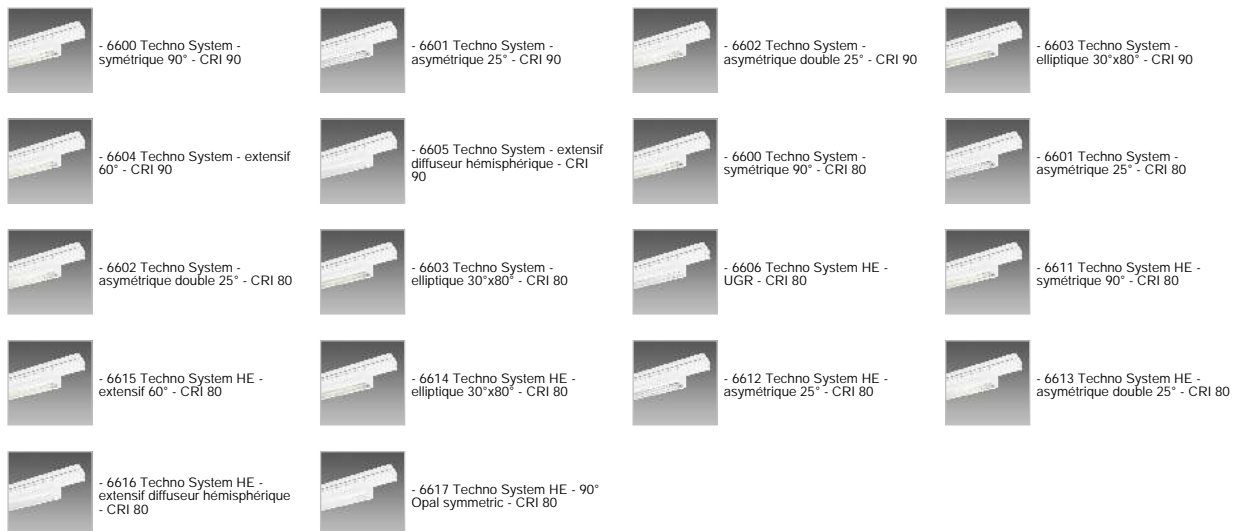 - 6600 Techno System -
symétrique 90° - CRI 90
- 6601 Techno System -
asymétrique 25° - CRI 90
- 6602 Techno System -
asymétrique double 25° - CRI 90
- 6603 Techno System -
elliptique 30°x80° - CRI 90
- 6604 Techno System - extensif
60° - CRI 90
- 6605 Techno System - extensif
diffuseur hémisphérique - CRI
90
- 6600 Techno System -
symétrique 90° - CRI 80
- 6601 Techno System -
asymétrique 25° - CRI 80
- 6602 Techno System -
asymétrique double 25° - CRI 80
- 6603 Techno System -
elliptique 30°x80° - CRI 80
- 6606 Techno System HE -
UGR - CRI 80
- 6611 Techno System HE -
symétrique 90° - CRI 80
- 6615 Techno System HE -
extensif 60° - CRI 80
- 6614 Techno System HE -
elliptique 30°x80° - CRI 80
- 6612 Techno System HE -
asymétrique 25° - CRI 80
- 6613 Techno System HE -
asymétrique double 25° - CRI 80
- 6616 Techno System HE -
extensif diffuseur hémisphérique
- CRI 80
- 6617 Techno System HE - 90°
Opal symmetric - CRI 80